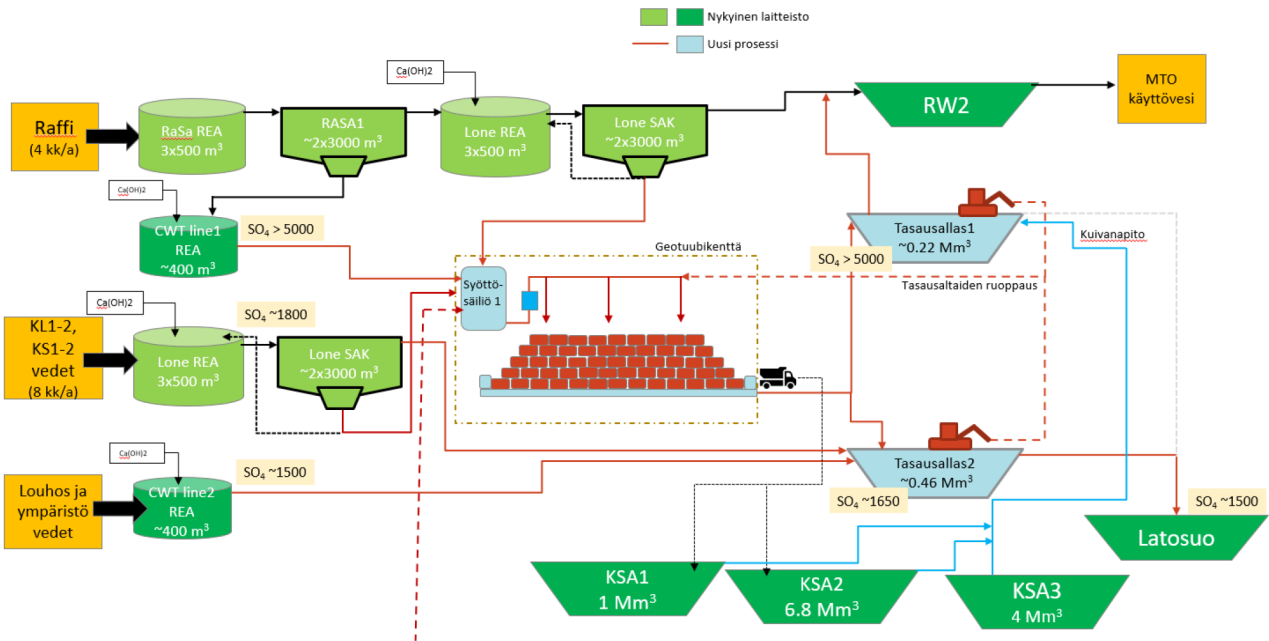 Nykyinen laitteisto
Uusi prosessi
Ca(OH)2
Raffi
(4 kk/a)
RaSa REA
3x500 m³
RASA1
~2x3000 m³
Lone REA
3x500 m³
Lone SAK
~2x3000 m³
RW2
MTO
käyttövesi
Ca(OH)2
CWT line1
REA
~400 m³
SO₄ > 5000
Geotuubikenttä
Syöttö-
säiliö 1
Tasausallas1
~0.22 Mm³
Kuivanapito
SO₄ > 5000
Tasausaltaiden ruoppaus
Ca(OH)2
KL1-2,
KS1-2
vedet
(8 kk/a)
Lone REA
3x500 m³
SO₄ ~1800
Lone SAK
~2x3000 m³
Ca(OH)2
Louhos ja
ympäristö
vedet
CWT line2
REA
~400 m³
SO₄ ~1500
Tasausallas2
~0.46 Mm³
SO₄ ~1650
SO₄ ~1500
Latosuo
KSA1
1 Mm³
KSA2
6.8 Mm³
KSA3
4 Mm³